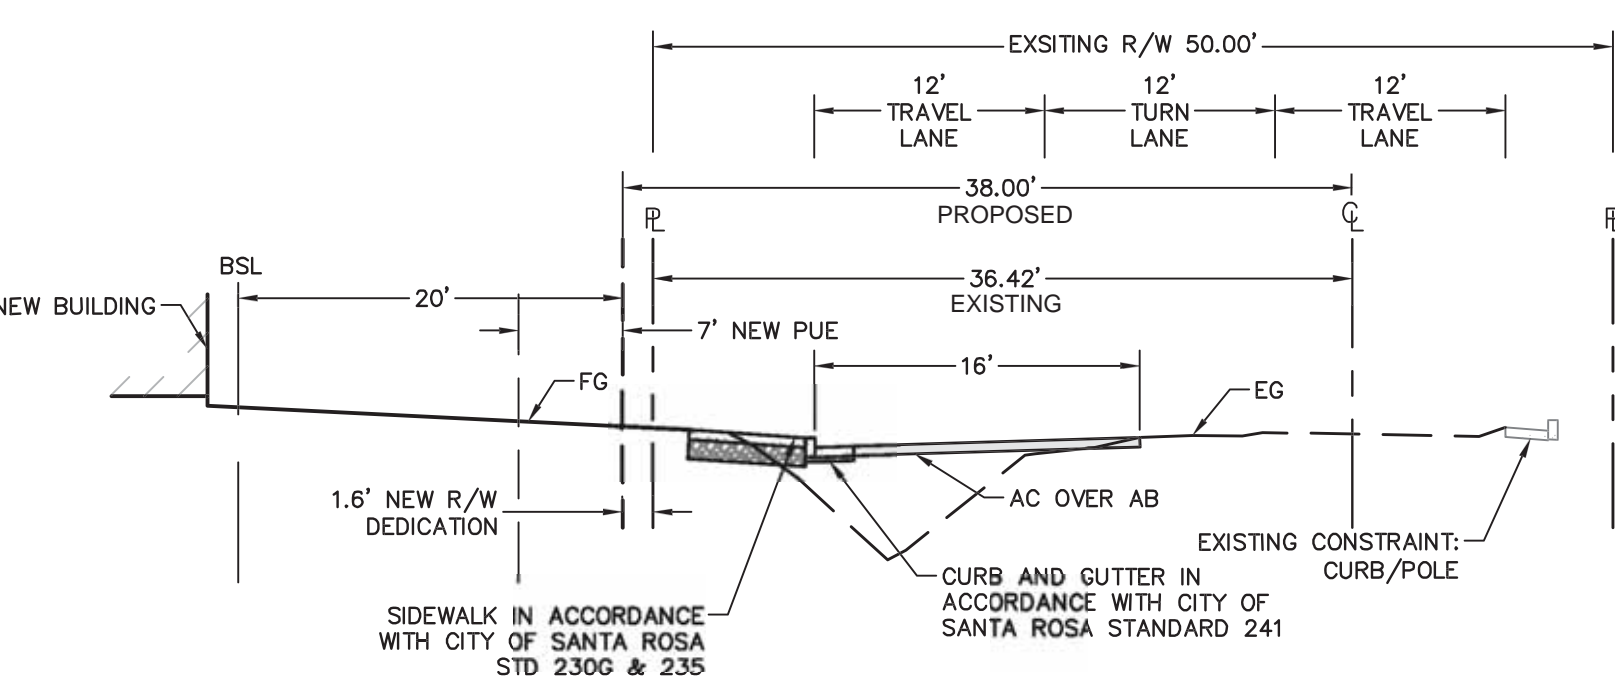 EXSITING R/W 50.00'
12'
TRAVEL
LANE
12'
TURN
LANE
12'
TRAVEL
LANE
38.00'
PROPOSED
PL
CL
BSL
NEW BUILDING
20'
36.42'
EXISTING
7' NEW PUE
16'
FG
EG
1.6' NEW R/W
DEDICATION
AC OVER AB
EXISTING CONSTRAINT:
CURB/POLE
SIDEWALK IN ACCORDANCE
WITH CITY OF SANTA ROSA
STD 230G & 235
CURB AND GUTTER IN
ACCORDANCE WITH CITY OF
SANTA ROSA STANDARD 241